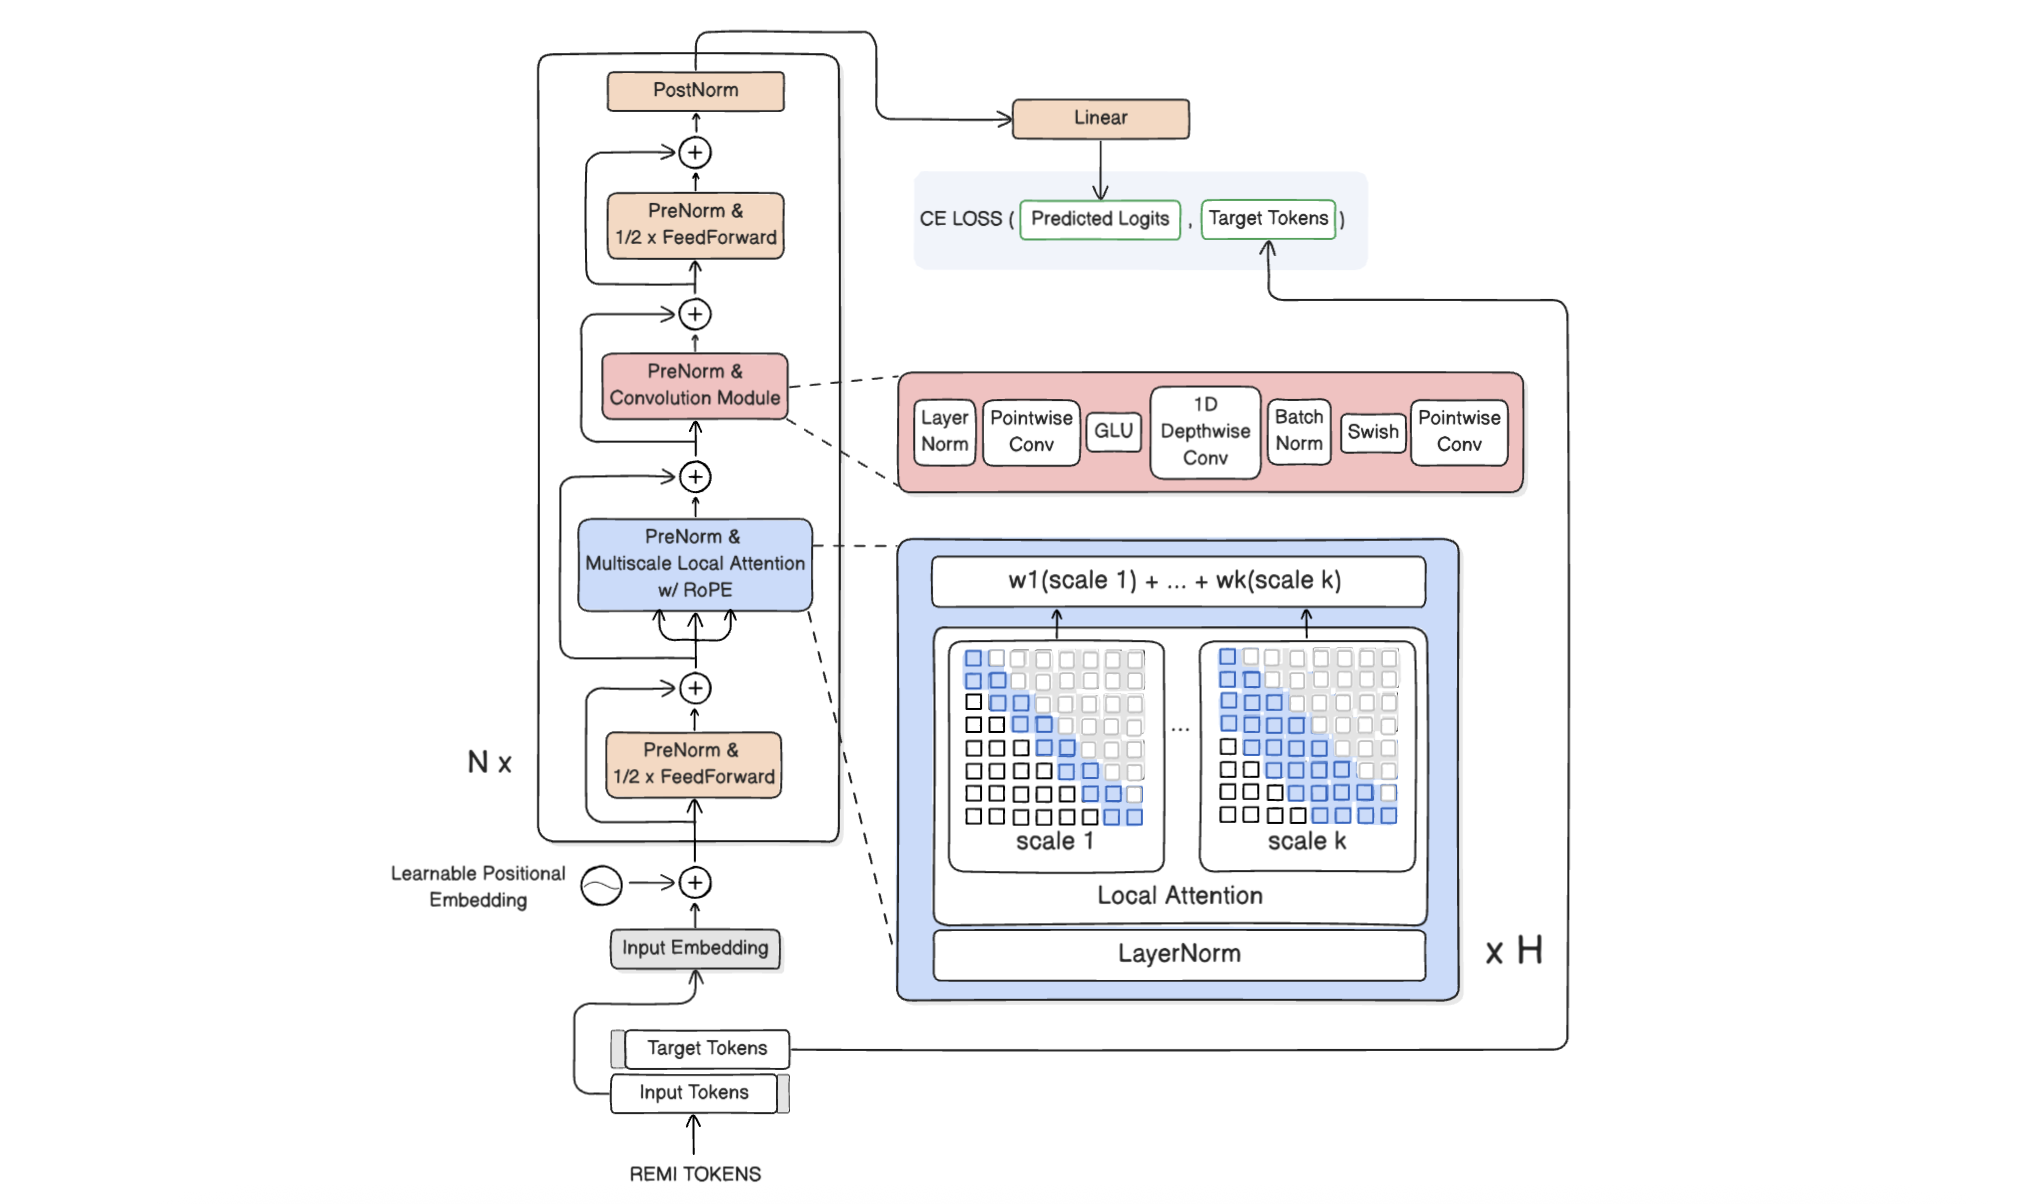 PostNorm
PreNorm &
1/2 x FeedForward
PreNorm &
Convolution Module
PreNorm &
Multiscale Local Attention
w/ RoPE
PreNorm &
1/2 x FeedForward
N x
Learnable Positional
Embedding
Input Embedding
Target Tokens
Input Tokens
REMI TOKENS
Linear
CE LOSS ( Predicted Logits , Target Tokens )
Layer
Norm
Pointwise
Conv
GLU
1D
Depthwise
Conv
Batch
Norm
Swish
Pointwise
Conv
w1(scale 1) + ... + wk(scale k)
scale 1
...
scale k
Local Attention
LayerNorm
x H